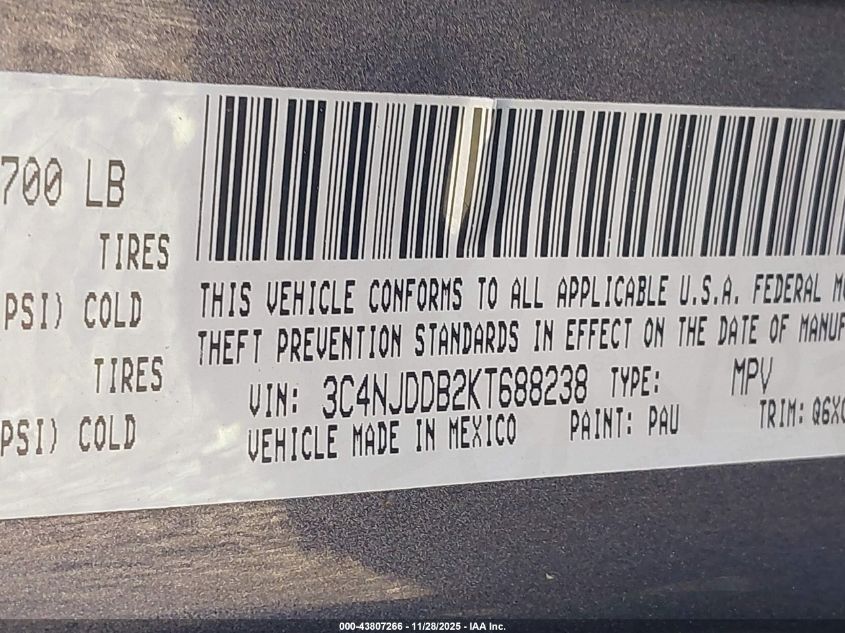 700 LB
TIRES
PSI) COLD
TIRES
PSI) COLD
THIS VEHICLE CONFORMS TO ALL APPLICABLE U.S.A. FEDERAL
THEFT PREVENTION STANDARDS IN EFFECT ON THE DATE OF MANUF
VIN: 3C4NJDDB2KT688238 TYPE: MPV
VEHICLE MADE IN MEXICO PAINT: PAU TRIM: Q6X
000-43807266 - 11/28/2025 - IAA Inc.